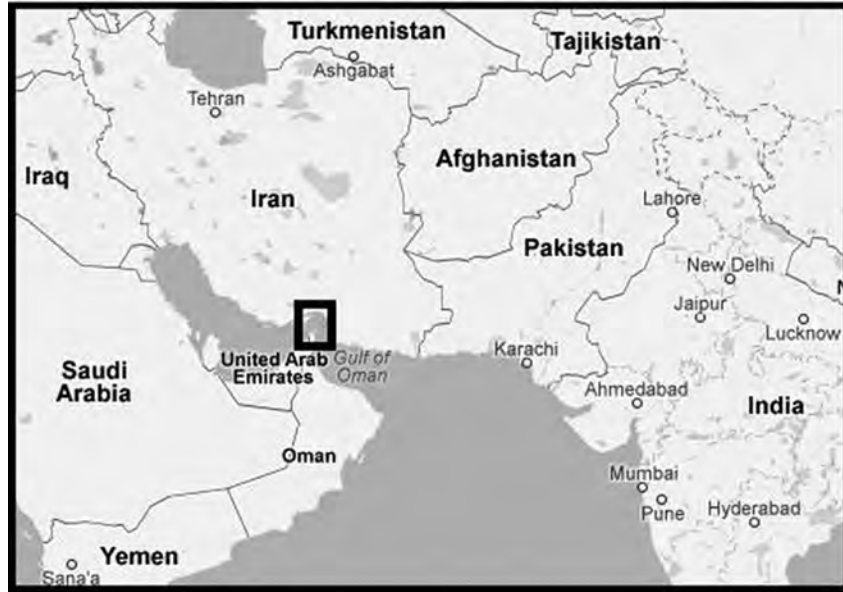 Turkmenistan
Ashgabat
Tajikistan
Tehran
Afghanistan
Iraq
Iran
Lahore
Pakistan
New Delhi
N
Jaipur
Lucknow
Karachi
United Arab
Emirates
Gulf of
Oman
Saudi
Arabia
Ahmedabad
India
Oman
Mumbai
Pune
Hyderabad
Yemen
Sana'a